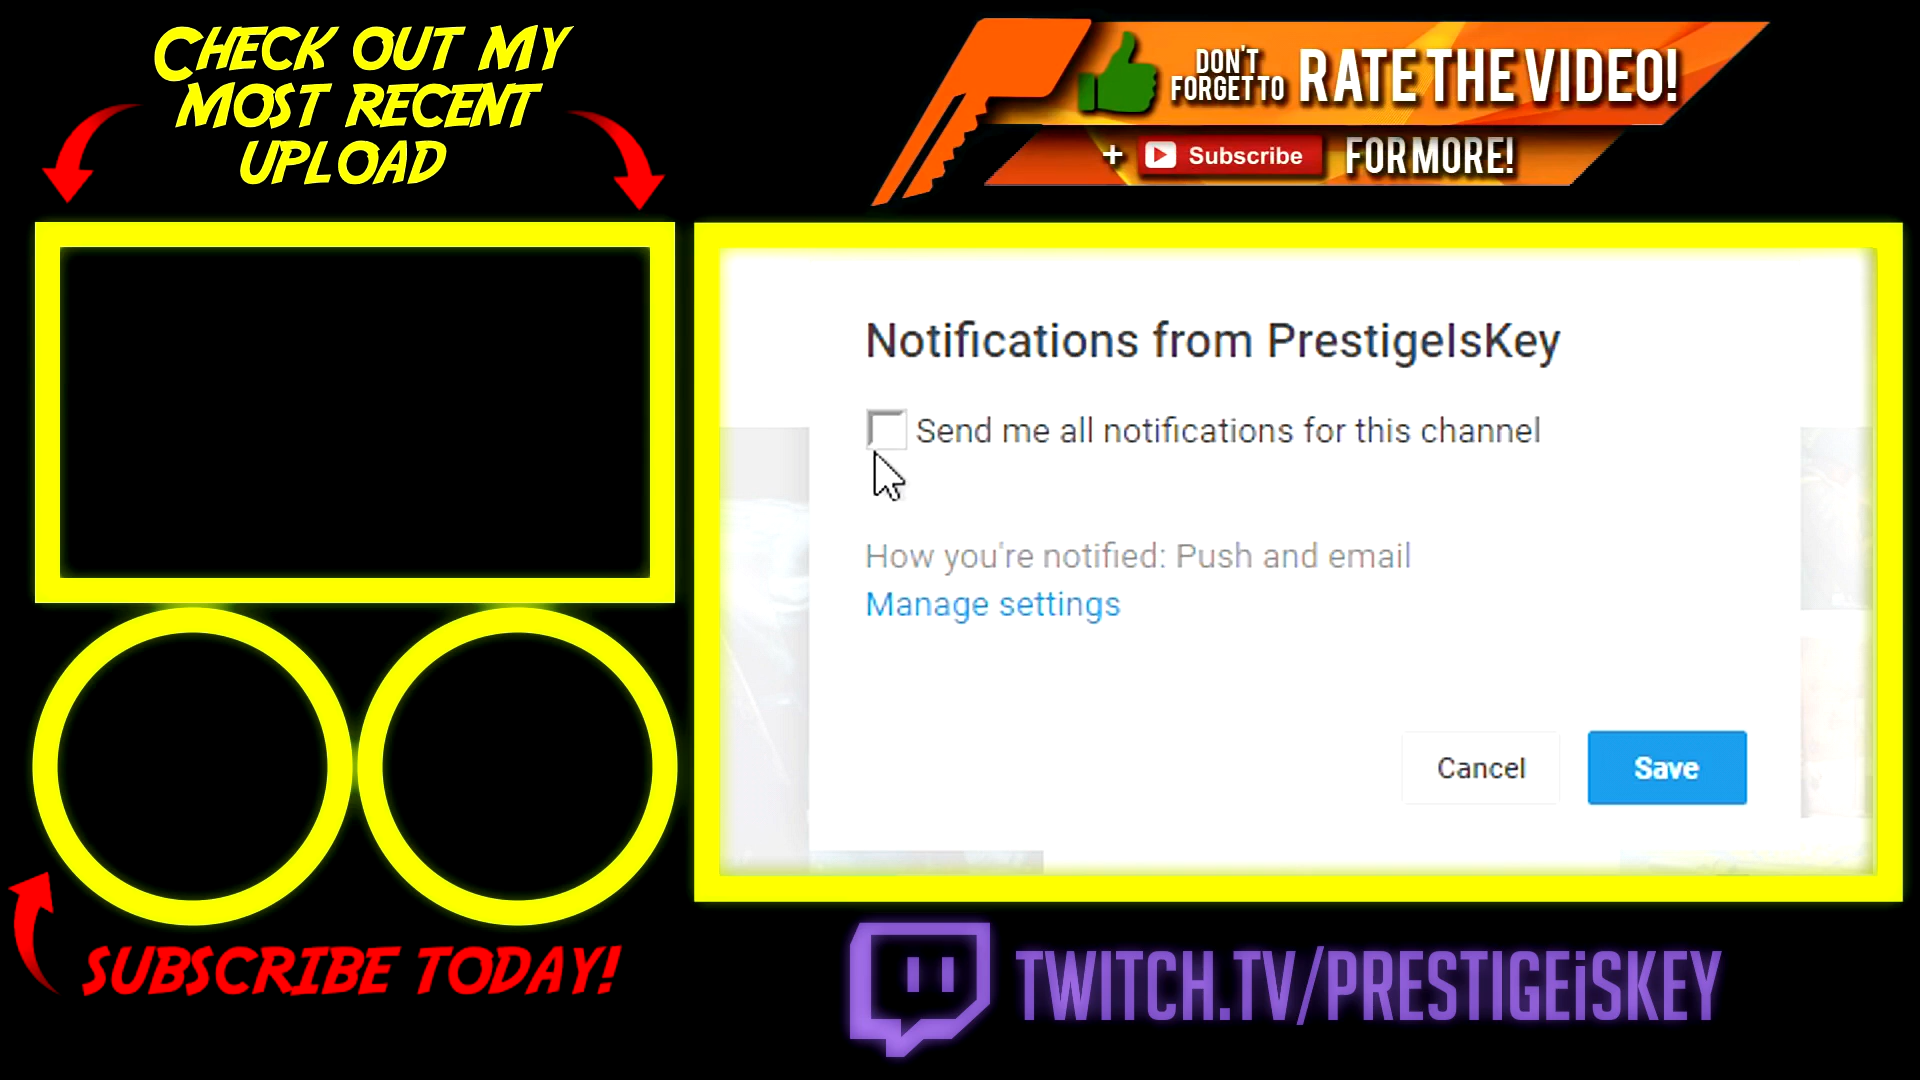 CHECK OUT MY
MOST RECENT
UPLOAD
DON'T
FORGET TO
RATE THE VIDEO!
+ Subscribe FOR MORE!
Notifications from PrestigeIsKey
Send me all notifications for this channel
How you're notified: Push and email
Manage settings
Cancel
Save
SUBSCRIBE TODAY!
TWITCH.TV/PRESTIGEiSKEY